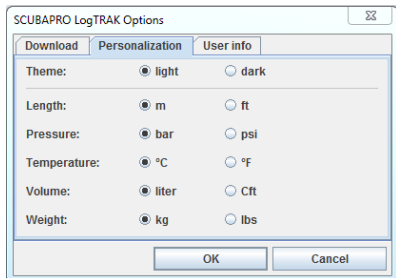 SCUBAPRO LogTRAK Options
Download Personalization User info
Theme: light dark
Length: m ft
Pressure: bar psi
Temperature: °C °F
Volume: liter Cft
Weight: kg lbs
OK Cancel